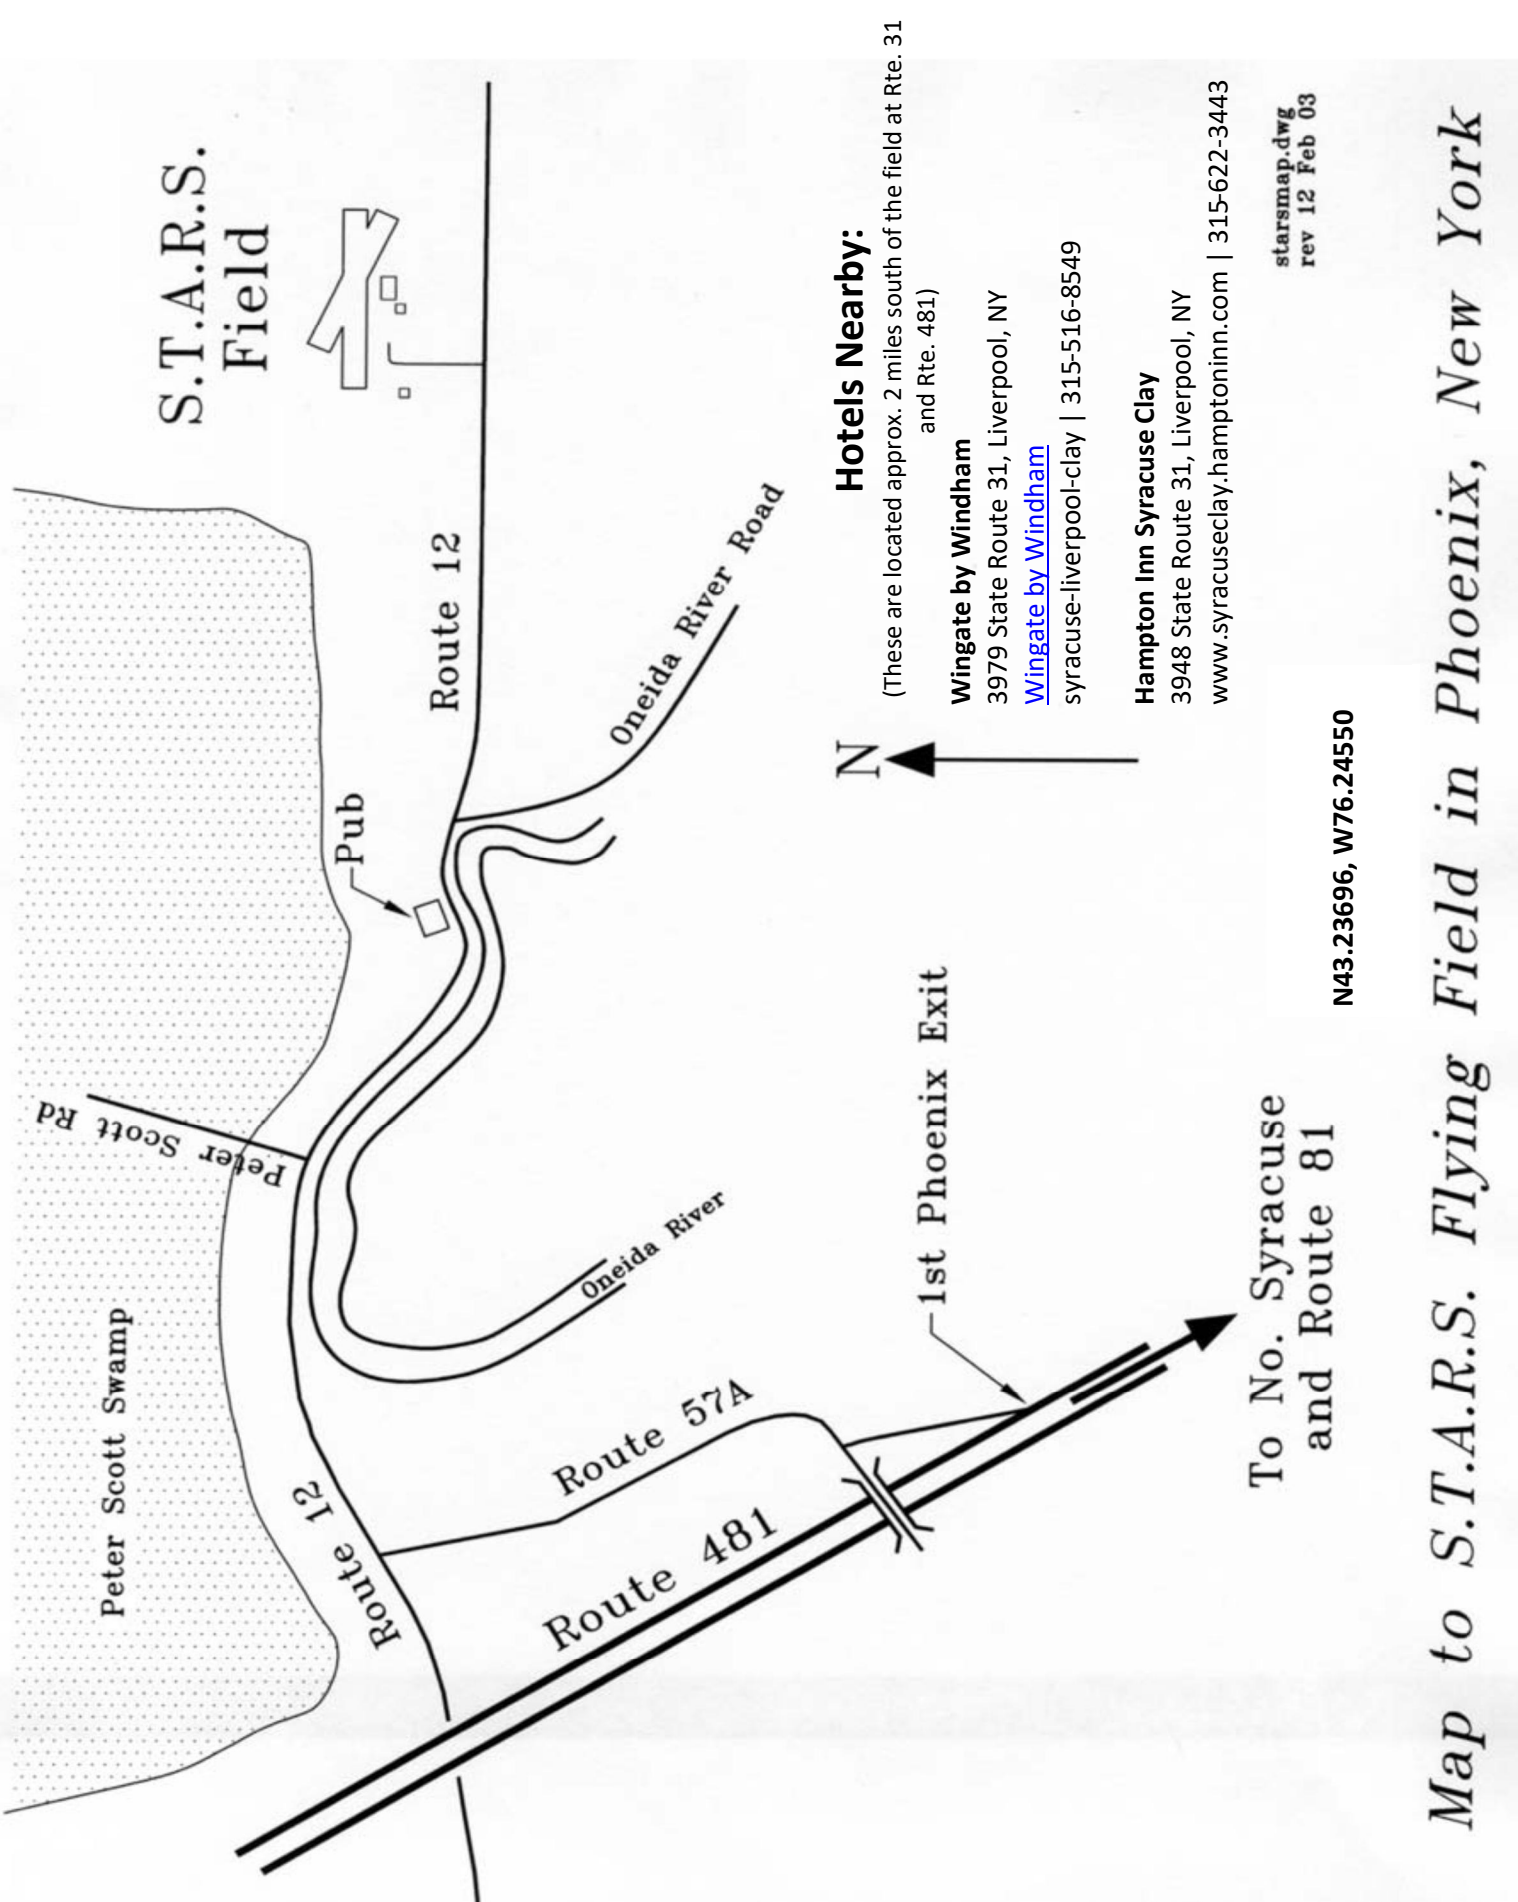 S.T.A.R.S.
Field
Peter Scott Swamp
Peter Scott Rd
Pub
Route 12
Route 12
Oneida River Road
Oneida River
Route 57A
Route 481
1st Phoenix Exit
N
To No. Syracuse
and Route 81
Hotels Nearby:
(These are located approx. 2 miles south of the field at Rte. 31
and Rte. 481)
Wingate by Windham
3979 State Route 31, Liverpool, NY
Wingate by Windham
syracuse-liverpool-clay | 315-516-8549
Hampton Inn Syracuse Clay
3948 State Route 31, Liverpool, NY
www.syracuseclay.hamptoninn.com | 315-622-3443
starsmap.dwg
rev 12 Feb 03
N43.23696, W76.24550
Map to S.T.A.R.S. Flying Field in Phoenix, New York